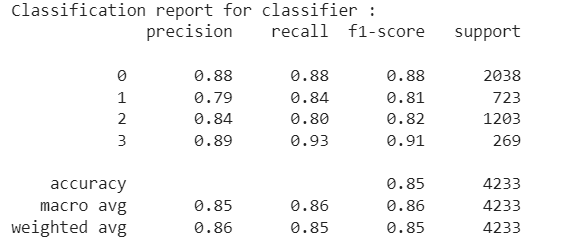 Classification report for classifier :
precision recall f1-score support
0 0.88 0.88 0.88 2038
1 0.79 0.84 0.81 723
2 0.84 0.80 0.82 1203
3 0.89 0.93 0.91 269
accuracy 0.85 4233
macro avg 0.85 0.86 0.86 4233
weighted avg 0.86 0.85 0.85 4233